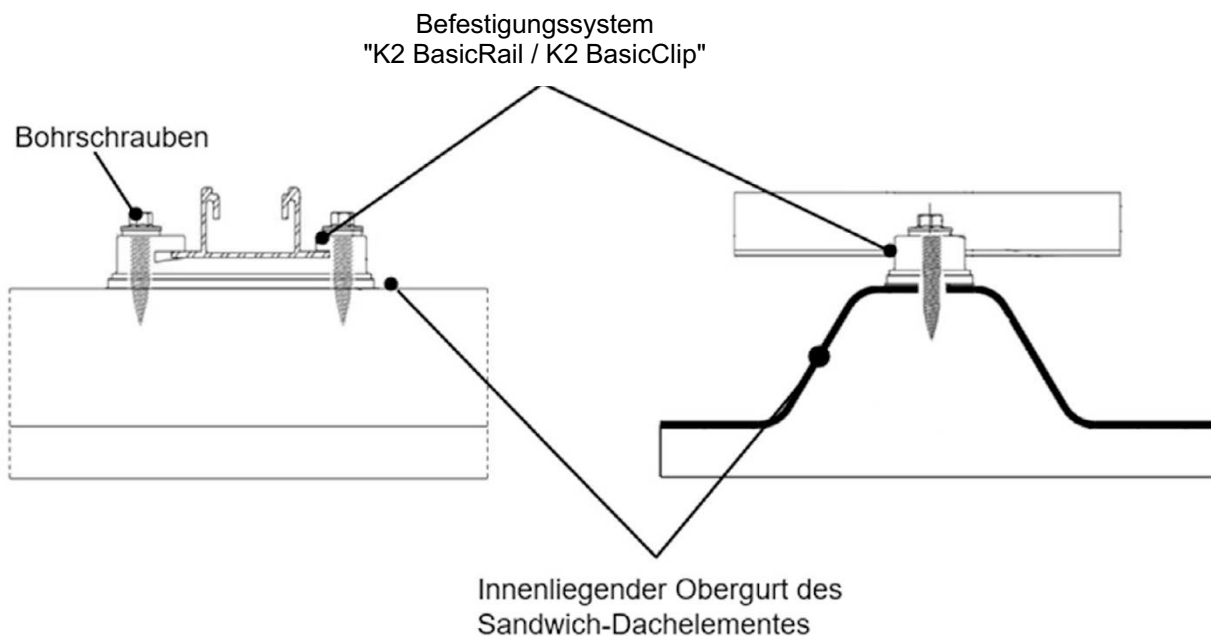 Befestigungssystem
"K2 BasicRail / K2 BasicClip"
Bohrschrauben
Innenliegender Obergurt des
Sandwich-Dachelementes